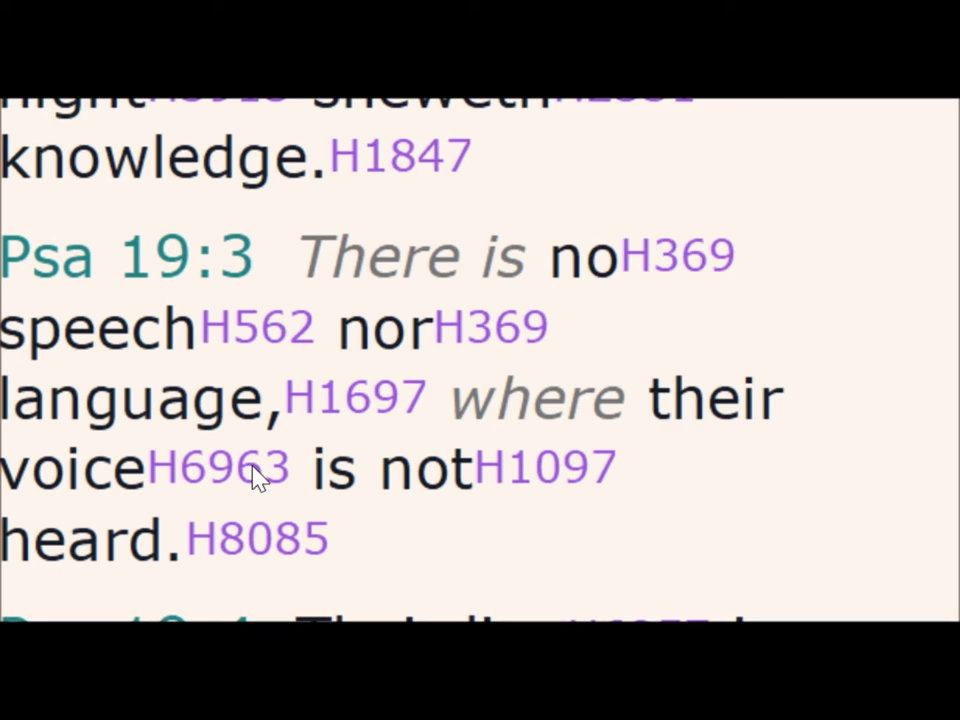 knowledge.H1847
Psa 19:3 There is noH369
speechH562 norH369
language,H1697 where their
voiceH6963 is notH1097
heard.H8085